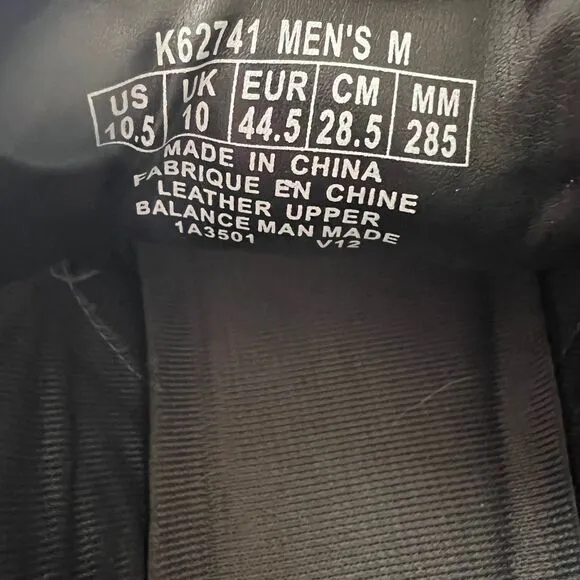 K62741 MEN'S M
US UK EUR CM MM
10.5 10 44.5 28.5 285
MADE IN CHINA
FABRIQUE EN CHINE
LEATHER UPPER
BALANCE MAN MADE
1A3501 V12